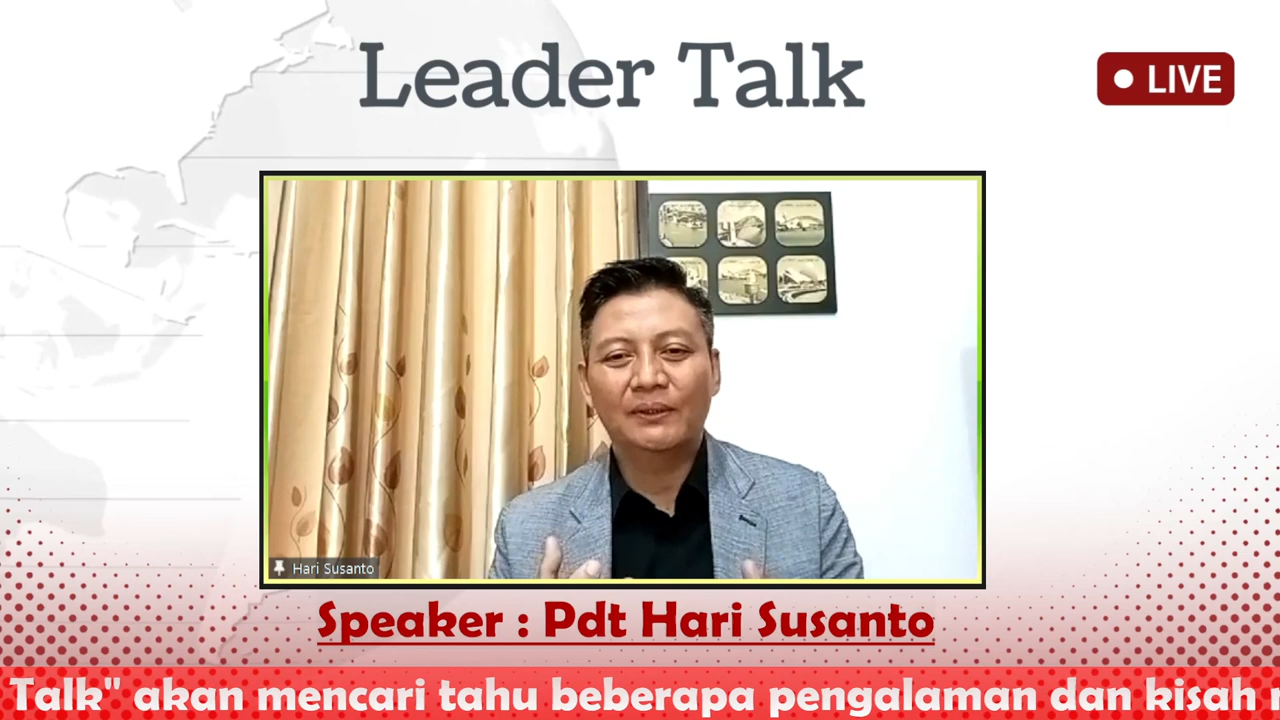 Leader Talk
LIVE
Hari Susanto
Speaker : Pdt Hari Susanto
Talk" akan mencari tahu beberapa pengalaman dan kisah